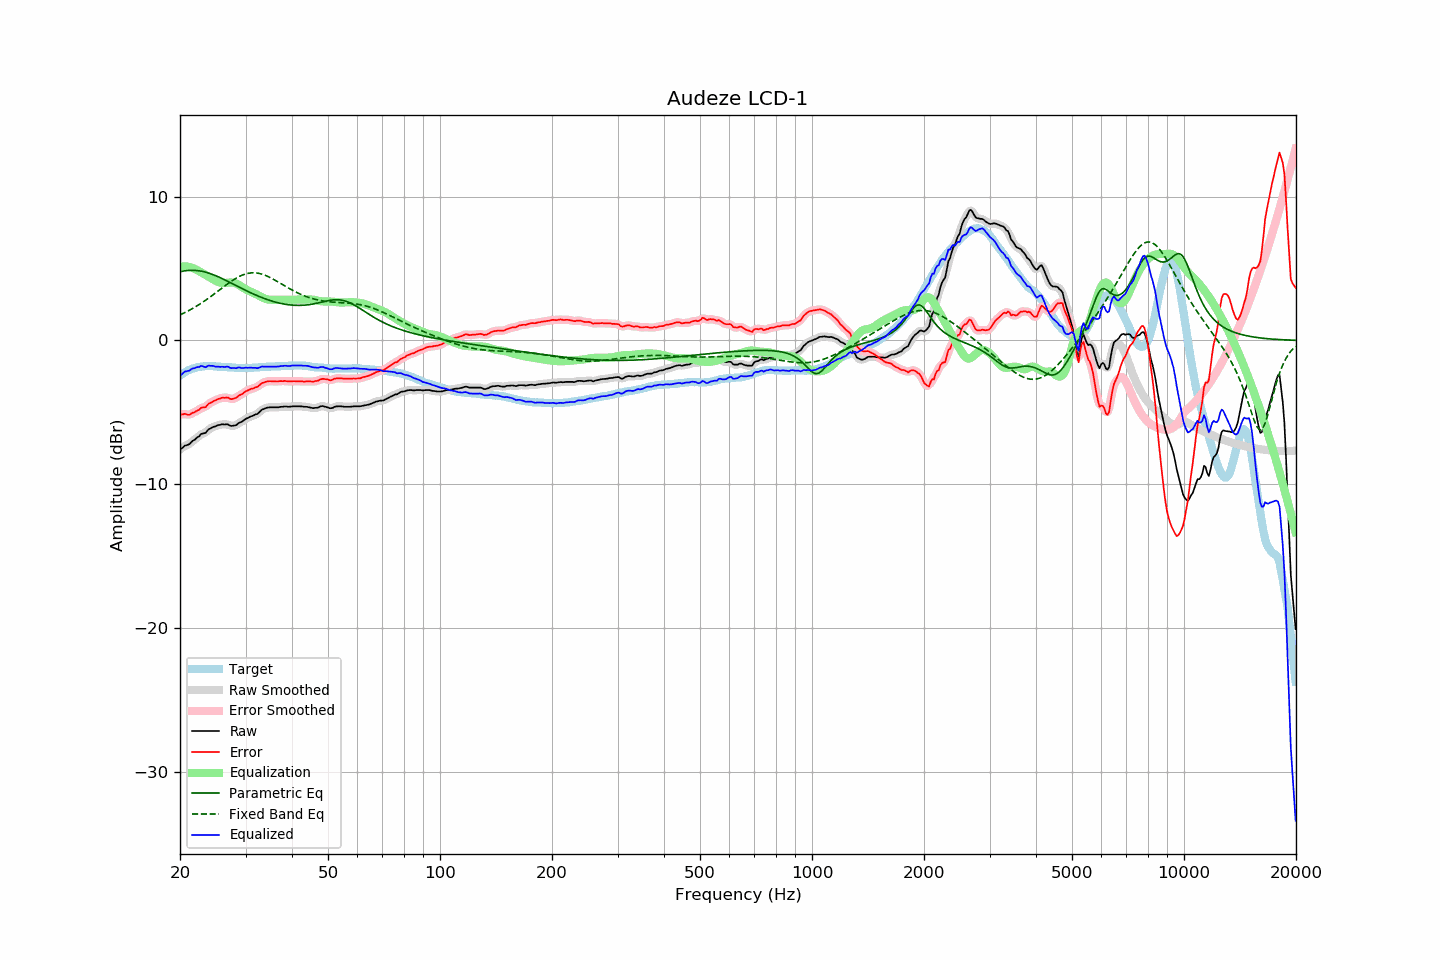 Audeze LCD-1
Amplitude (dBr)
10
0
−10
−20
−30
Target
Raw Smoothed
Error Smoothed
Raw
Error
Equalization
Parametric Eq
Fixed Band Eq
Equalized
20 50 100 200 500 1000 2000 5000 10000 20000
Frequency (Hz)